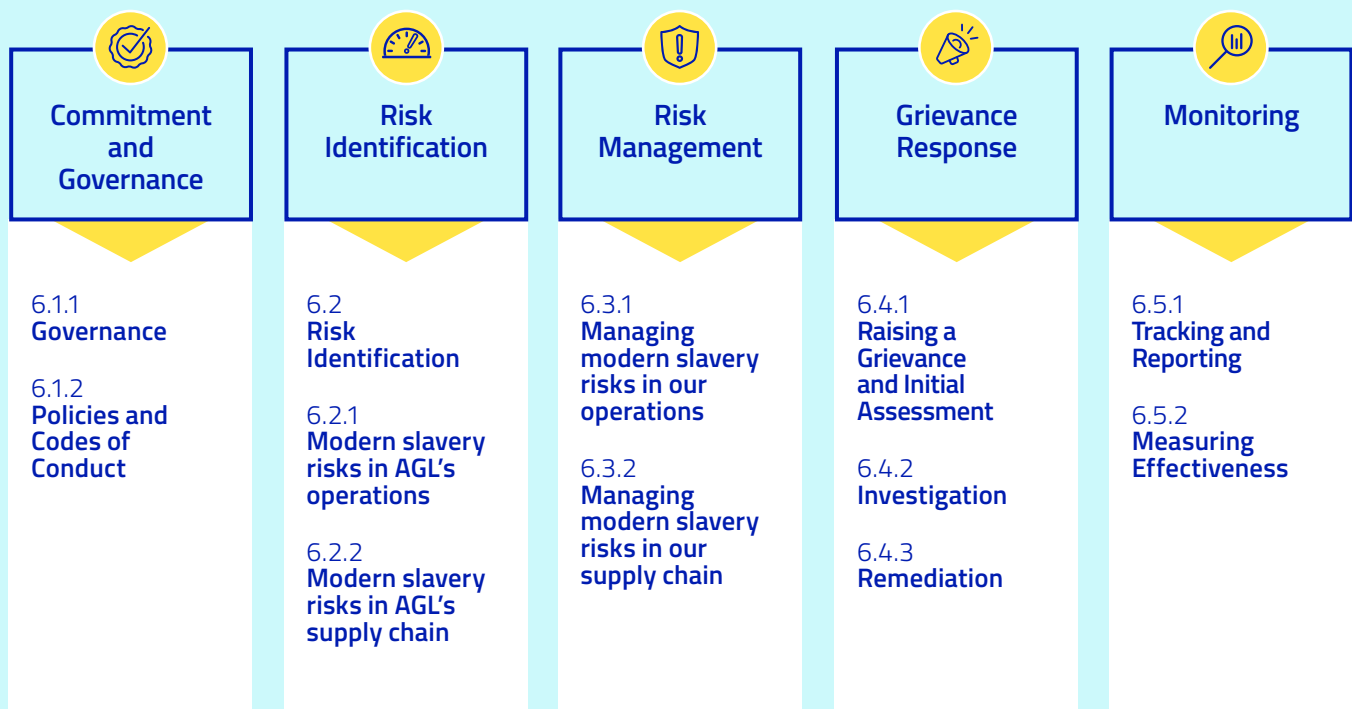 Commitment
and
Governance
6.1.1
Governance
6.1.2
Policies and
Codes of
Conduct
Risk
Identification
6.2
Risk
Identification
6.2.1
Modern slavery
risks in AGL's
operations
6.2.2
Modern slavery
risks in AGL's
supply chain
Risk
Management
6.3.1
Managing
modern slavery
risks in our
operations
6.3.2
Managing
modern slavery
risks in our
supply chain
Grievance
Response
6.4.1
Raising a
Grievance
and Initial
Assessment
6.4.2
Investigation
6.4.3
Remediation
Monitoring
6.5.1
Tracking and
Reporting
6.5.2
Measuring
Effectiveness